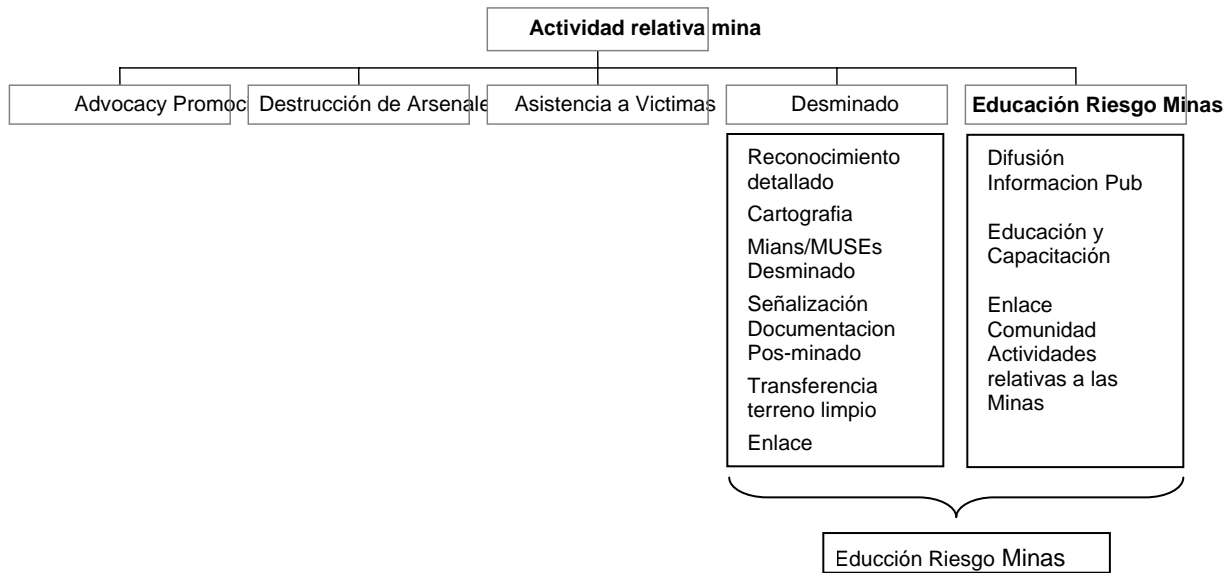 Actividad relativa mina
Advocacy Promoc
Destrucción de Arsenale
Asistencia a Victimas
Desminado
Educación Riesgo Minas
Reconocimiento
detallado
Cartografia
Mians/MUSEs
Desminado
Señalización
Documentacion
Pos-minado
Transferencia
terreno limpio
Enlace
Difusión
Informacion Pub
Educación y
Capacitación
Enlace
Comunidad
Actividades
relativas a las
Minas
Educción Riesgo Minas